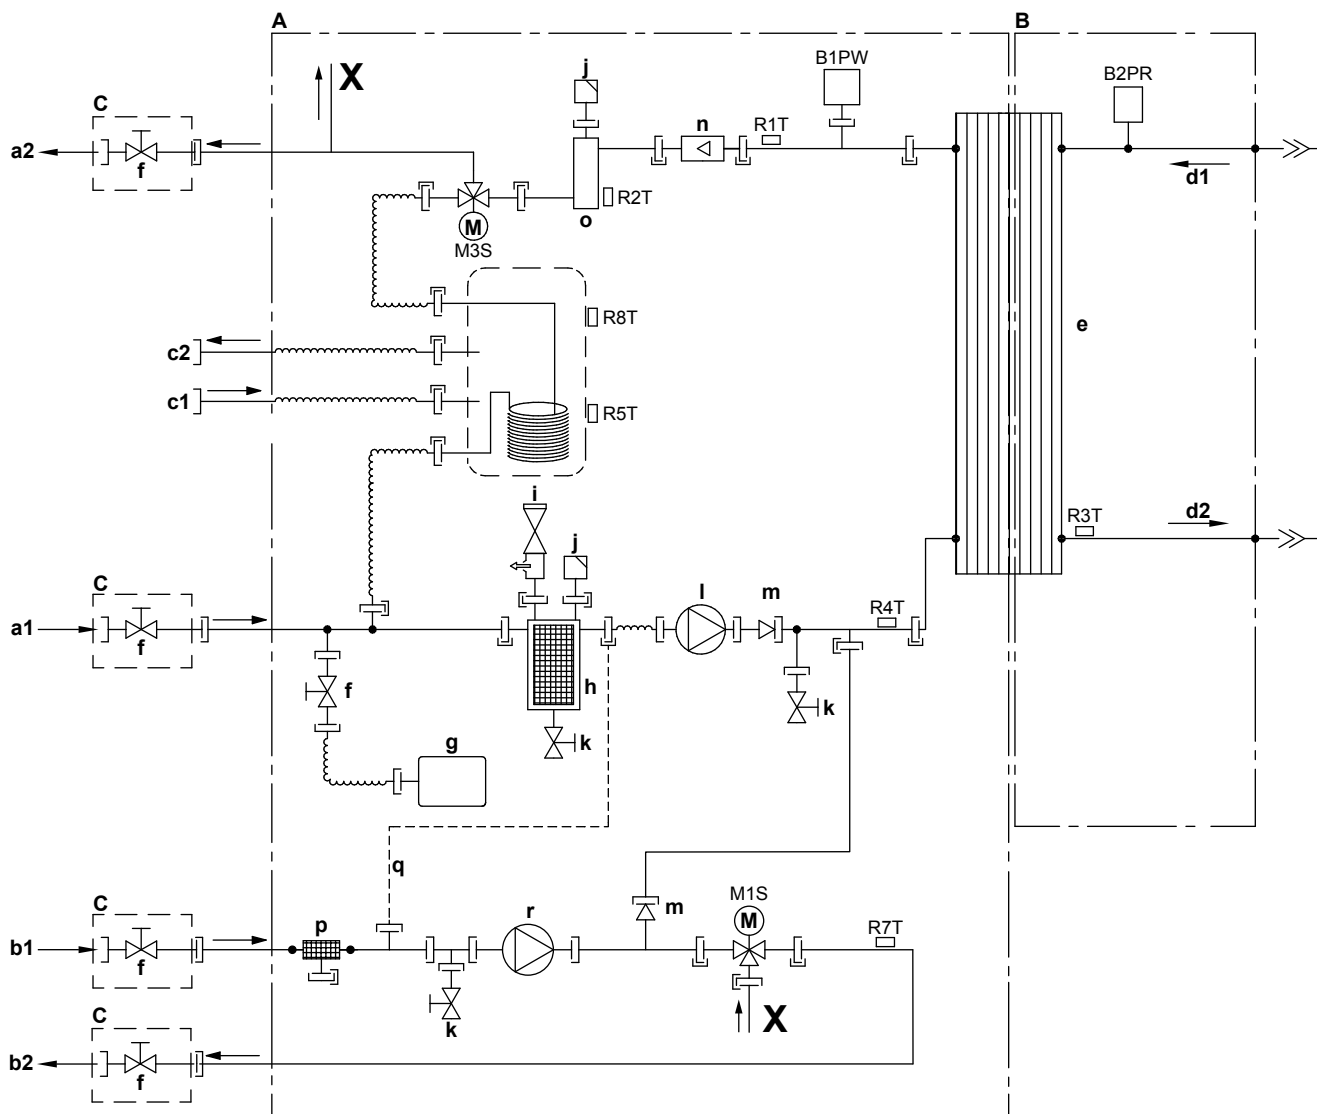 A
B
X
j
B1PW
B2PR
C
n
R1T
a2
f
d1
R2T
o
M
M3S
R8T
e
c2
c1
R5T
i
j
R3T
d2
C
l
m
R4T
a1
f
h
f
k
k
g
q
M1S
C
r
m
p
M
R7T
b1
f
X
C
k
b2
f